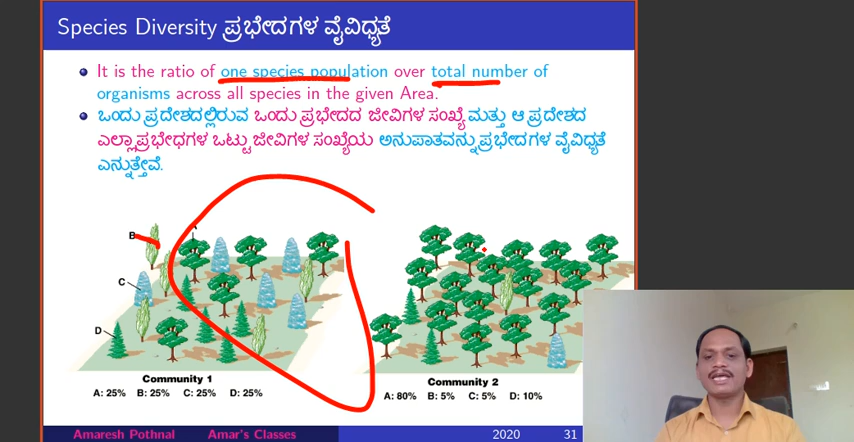 Species Diversity ಪ್ರಭೇದಗಳ ವೈವಿಧ್ಯತೆ
It is the ratio of one species population over total number of
organisms across all species in the given Area.
ಒಂದು ಪ್ರದೇಶದಲ್ಲಿರುವ ಒಂದು ಪ್ರಭೇದದ ಜೀವಿಗಳ ಸಂಖ್ಯೆ ಮತ್ತು ಆ ಪ್ರದೇಶದ
ಎಲ್ಲಾ ಪ್ರಭೇಧಗಳ ಒಟ್ಟು ಜೀವಿಗಳ ಸಂಖ್ಯೆಯ ಅನುಪಾತವನ್ನು ಪ್ರಭೇದಗಳ ವೈವಿಧ್ಯತೆ
ಎನ್ನುತ್ತೇವೆ.
A
B
C
D
Community 1
A: 25% B: 25% C: 25% D: 25%
Community 2
A: 80% B: 5% C: 5% D: 10%
Amaresh Pothnal Amar's Classes 2020 31